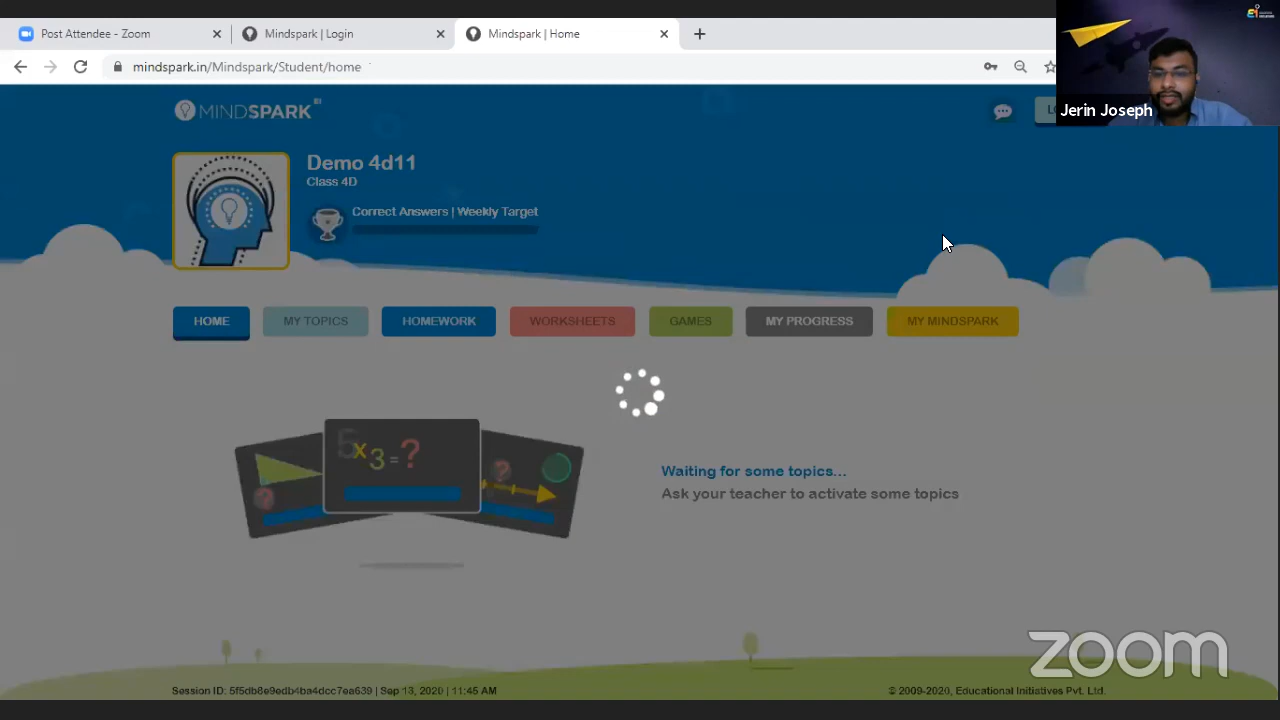 Post Attendee - Zoom
Mindspark | Login
Mindspark | Home
mindspark.in/Mindspark/Student/home
Jerin Joseph
MINDSPARK
Demo 4d11
Class 4D
Correct Answers | Weekly Target
HOME
MY TOPICS
HOMEWORK
WORKSHEETS
GAMES
MY PROGRESS
MY MINDSPARK
5x3=?
?
?
Waiting for some topics...
Ask your teacher to activate some topics
zoom
Session ID: 5f5db8e9edb4ba4dcc7ea639 | Sep 13, 2020 | 11:45 AM
© 2009-2020, Educational Initiatives Pvt. Ltd.